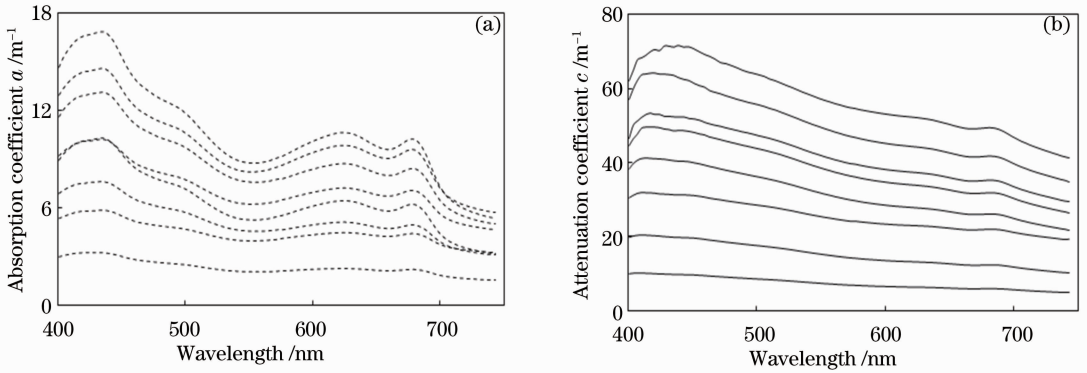 (a)
Absorption coefficient a /m⁻¹
18
12
6
0
400 500 600 700
Wavelength /nm
(b)
Attenuation coefficient c /m⁻¹
80
60
40
20
0
400 500 600 700
Wavelength /nm